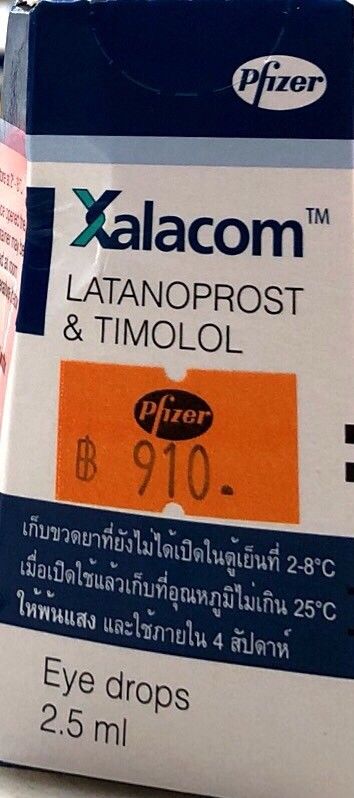 Pfizer
Xalacom™
LATANOPROST
& TIMOLOL
Pfizer
฿ 910.
เก็บขวดยาที่ยังไม่ได้เปิดในตู้เย็นที่ 2-8°C
เมื่อเปิดใช้แล้วเก็บที่อุณหภูมิไม่เกิน 25°C
ให้พ้นแสง และใช้ภายใน 4 สัปดาห์
Eye drops
2.5 ml